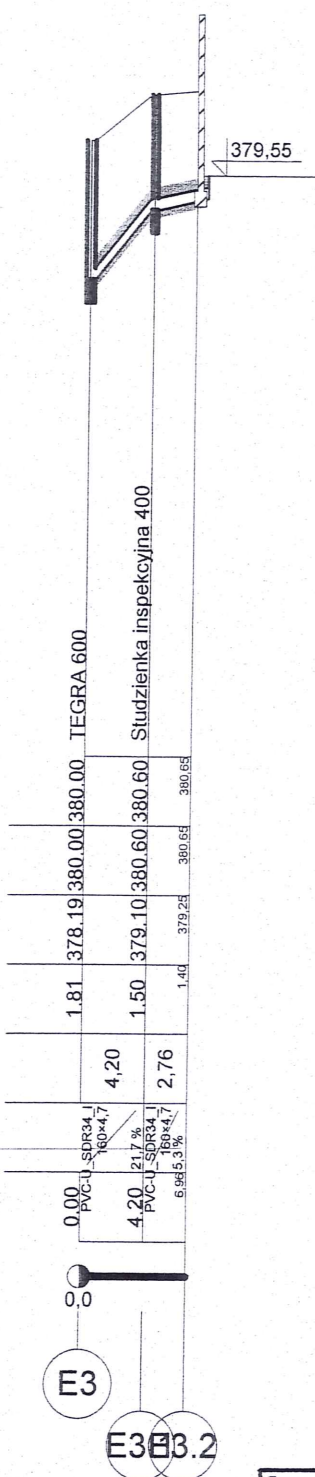 379,55
TEGRA 600
Studzienka inspekcyjna 400
380.00 380.60 380,65
380.00 380.60 380,65
378.19 379.10 379,25
1.81 1.50 1,40
4,20 2,76
PVC-U_SDR34_I
160×4,7
21,7 %
PVC-U_SDR34_I
160×4,7
5,3 %
0.00 4.20 6,96
0,0
E3
E3.2